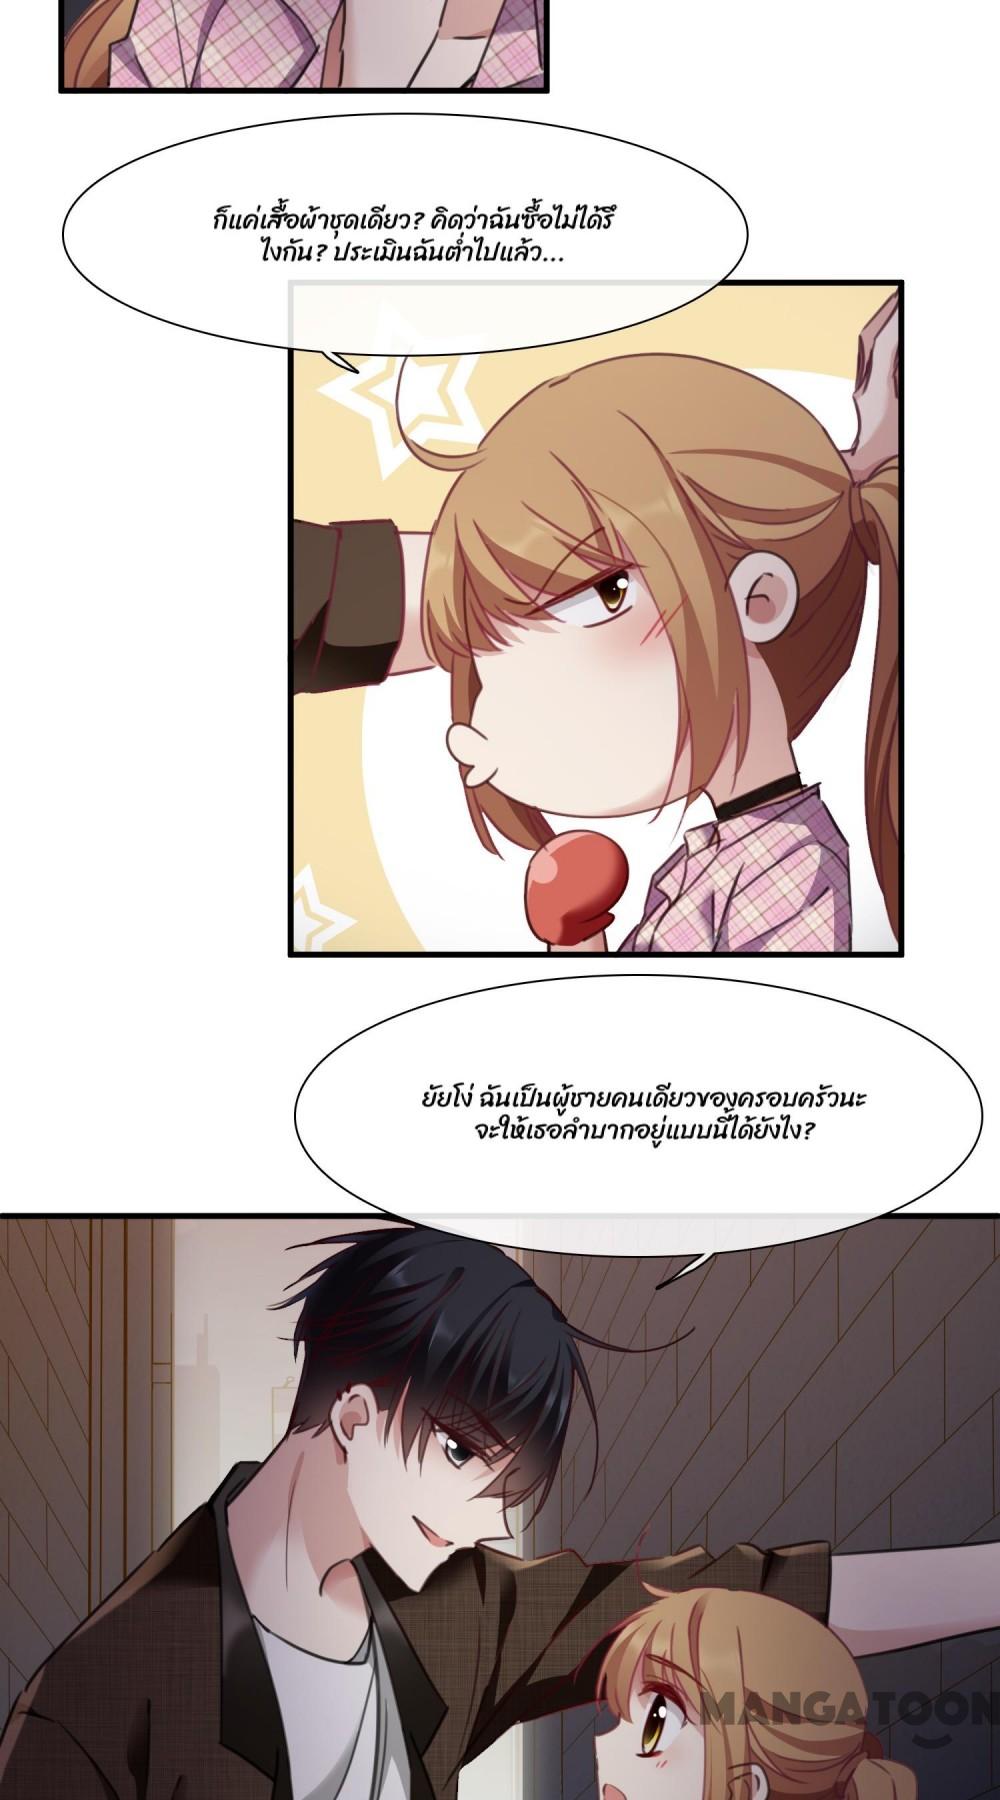 ก็แค่เสื้อผ้าชุดเดียว? คิดว่าฉันซื้อไม่ได้รึ
ไงกัน? ประเมินฉันต่ำไปแล้ว...
ยัยโง่ ฉันเป็นผู้ชายคนเดียวของครอบครัวนะ
จะให้เธอลำบากอยู่แบบนี้ได้ยังไง?
MANGATOON